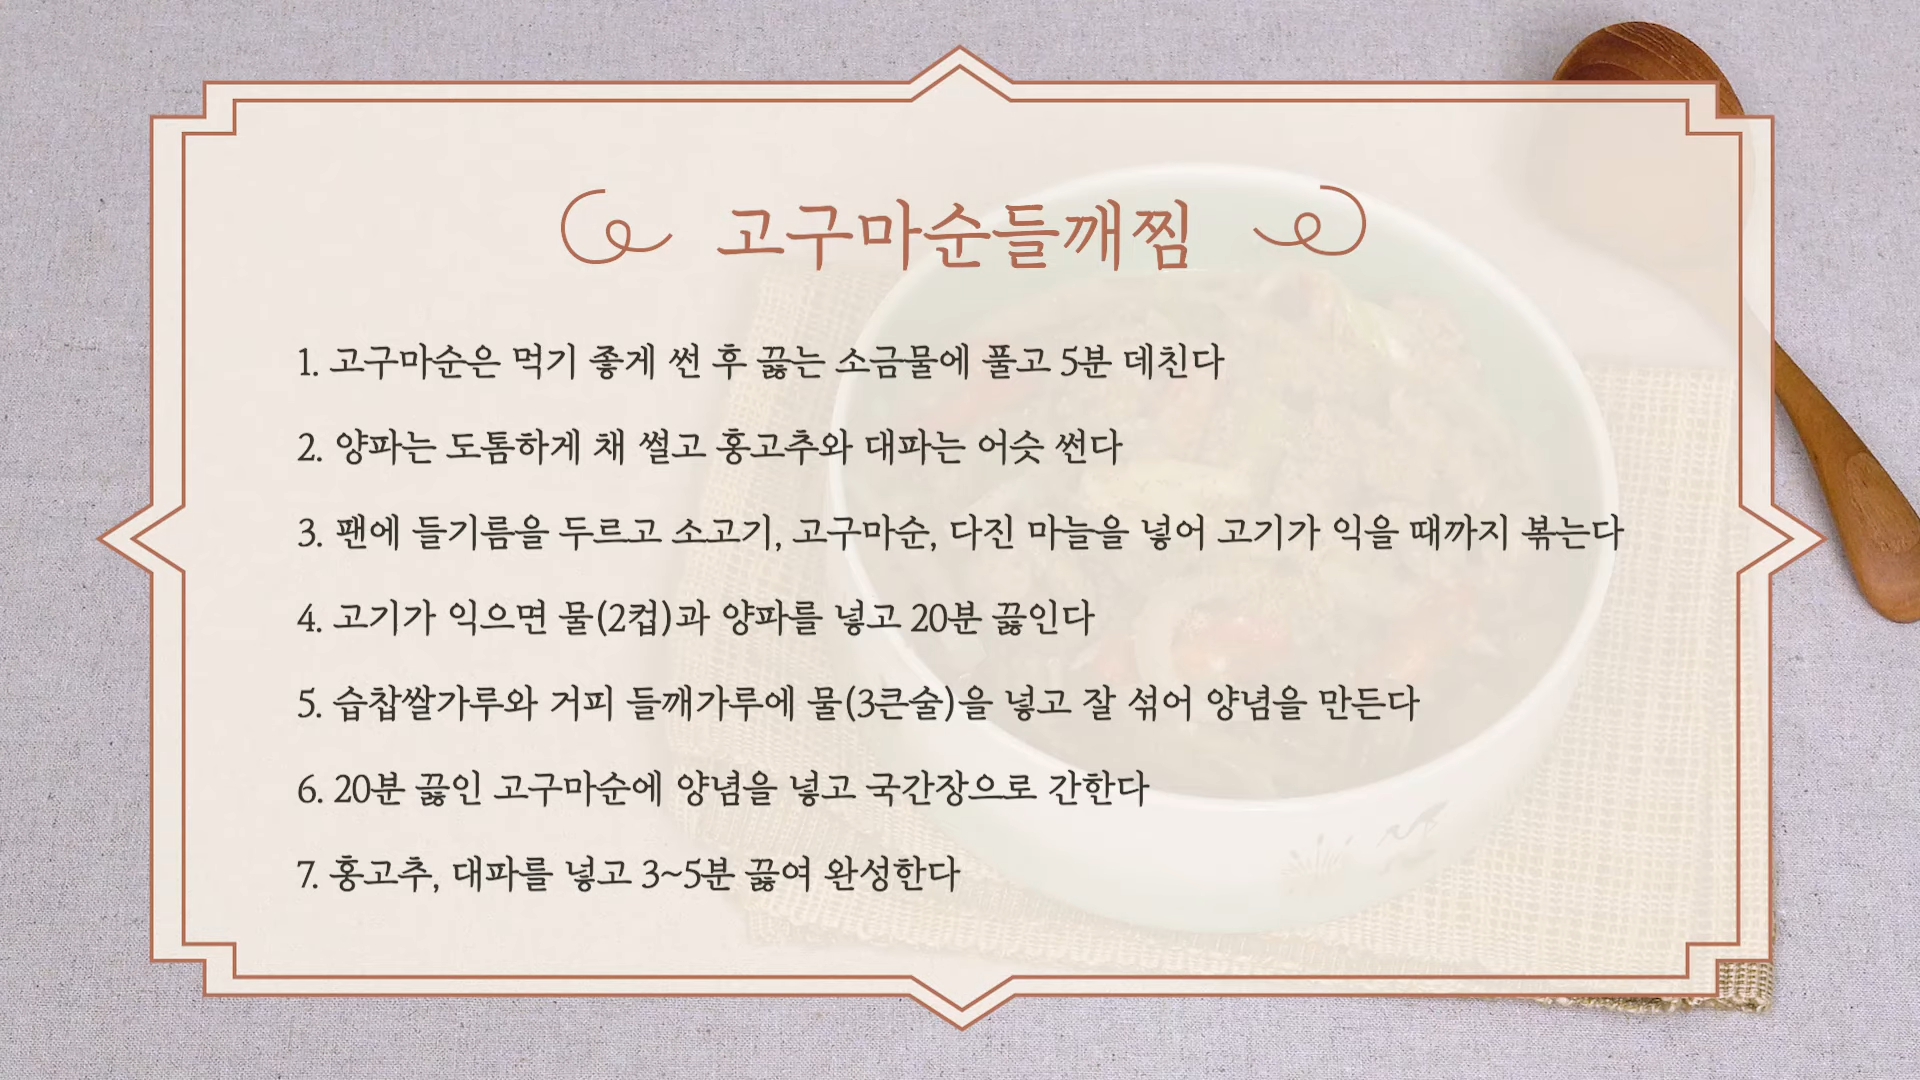 고구마순들깨찜
1. 고구마순은 먹기 좋게 썬 후 끓는 소금물에 풀고 5분 데친다
2. 양파는 도톰하게 채 썰고 홍고추와 대파는 어슷 썬다
3. 팬에 들기름을 두르고 소고기, 고구마순, 다진 마늘을 넣어 고기가 익을 때까지 볶는다
4. 고기가 익으면 물(2컵)과 양파를 넣고 20분 끓인다
5. 습찹쌀가루와 거피 들깨가루에 물(3큰술)을 넣고 잘 섞어 양념을 만든다
6. 20분 끓인 고구마순에 양념을 넣고 국간장으로 간한다
7. 홍고추, 대파를 넣고 3~5분 끓여 완성한다